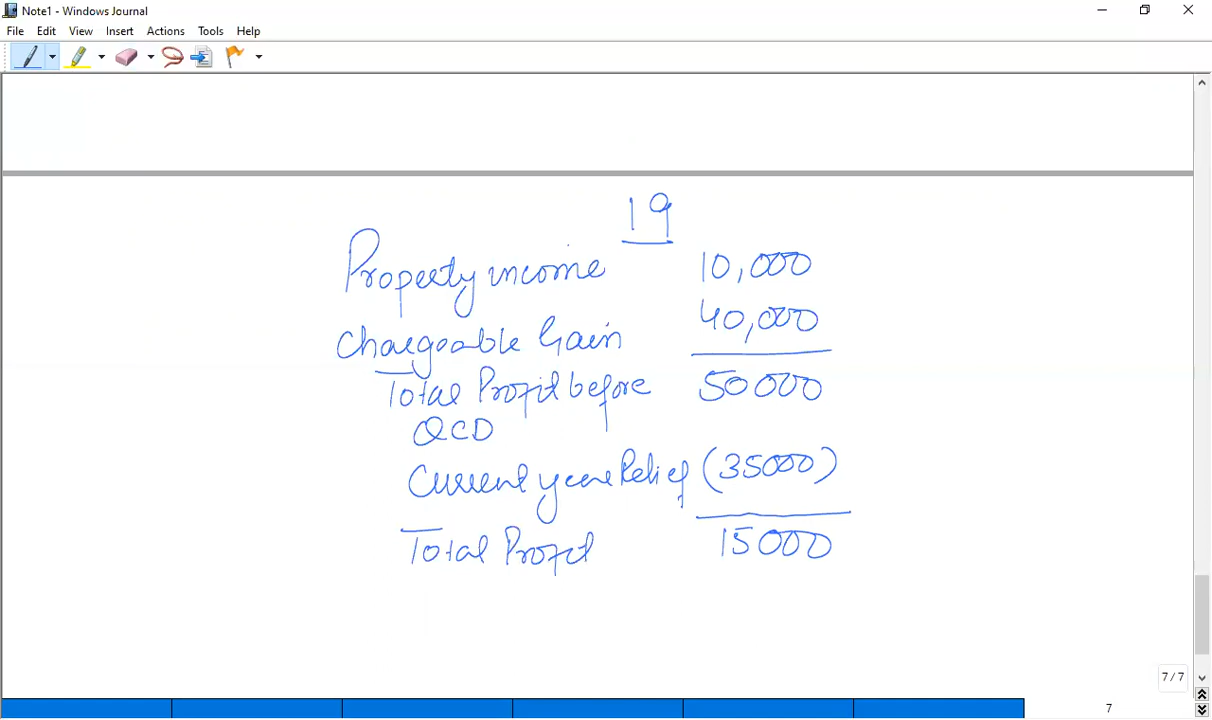 Note1 - Windows Journal
File Edit View Insert Actions Tools Help
19
Property income 10,000
Chargeable Gain 40,000
Total Profit before 50000
QCD
Current year Relief (35000)
Total Profit 15000
7 / 7
7